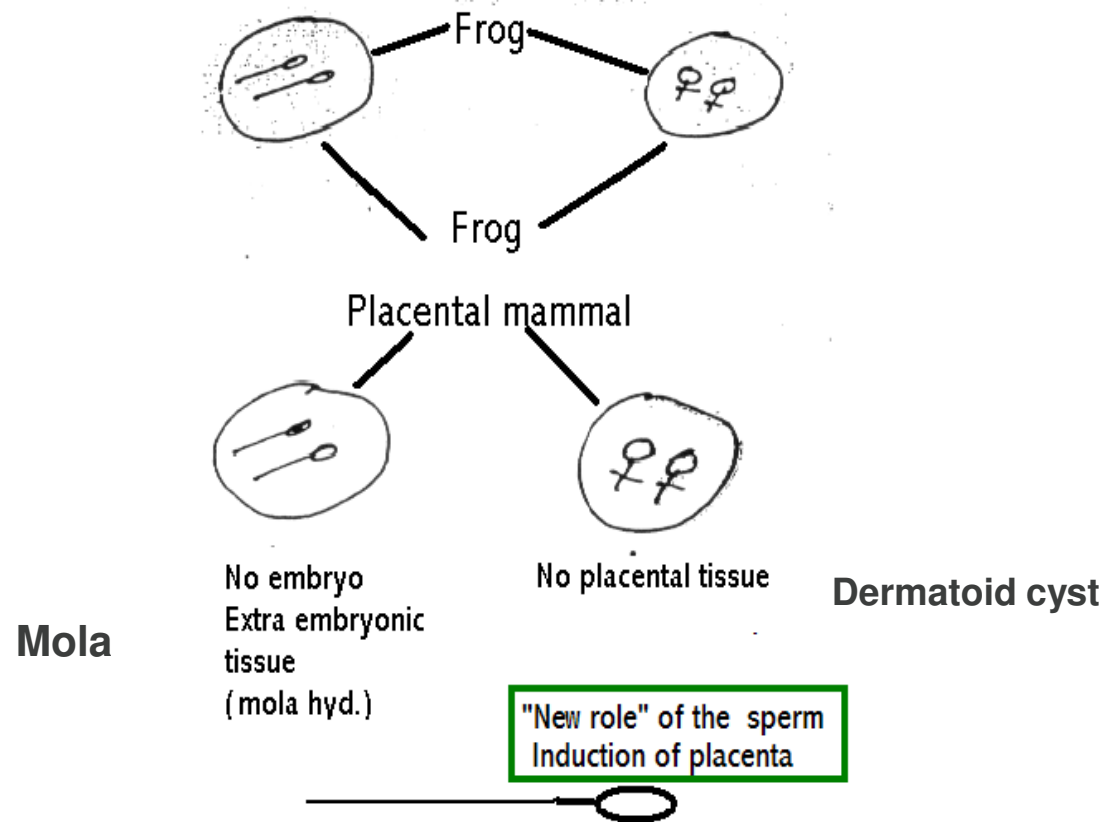 Frog
Frog
Placental mammal
No embryo
Extra embryonic
tissue
(mola hyd.)
No placental tissue
Dermatoid cyst
Mola
"New role" of the sperm
Induction of placenta